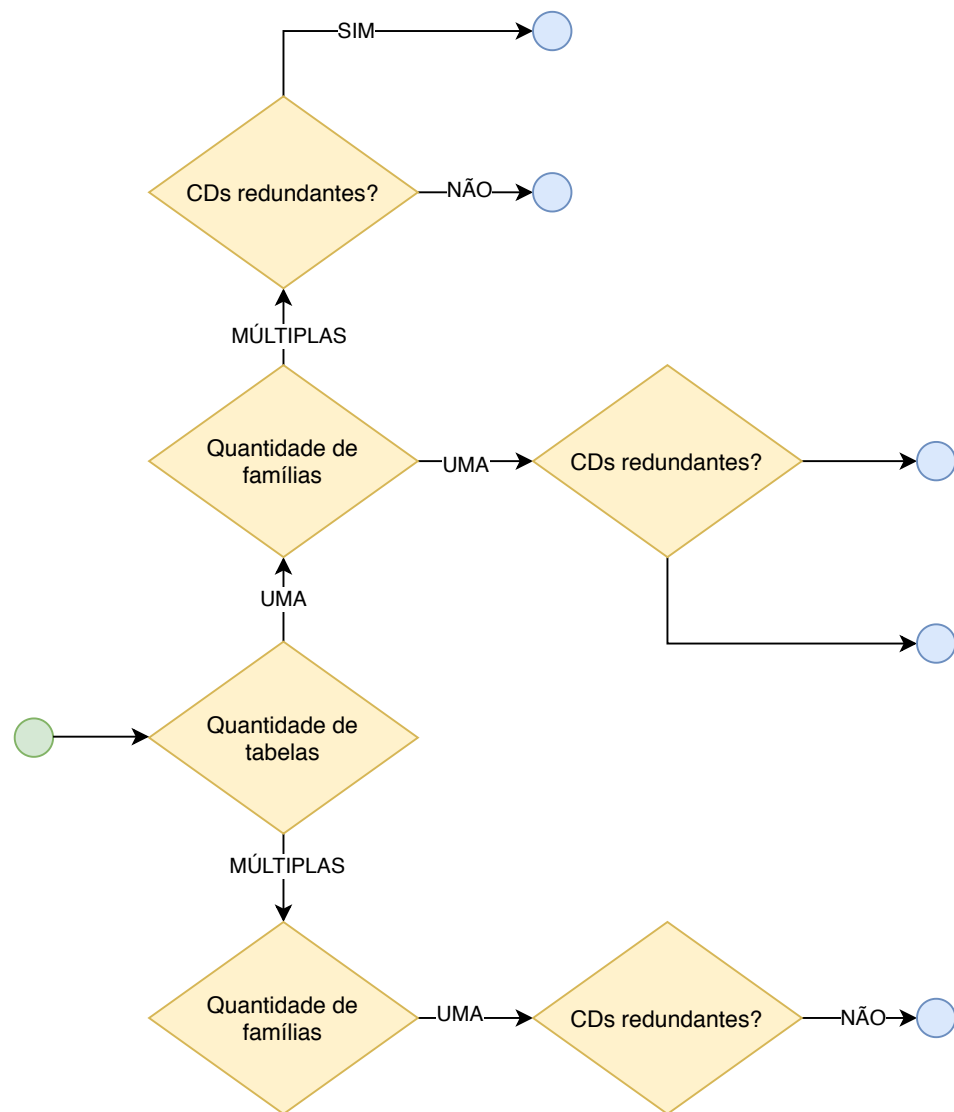 SIM
CDs redundantes?
NÃO
MÚLTIPLAS
Quantidade de
famílias
UMA
CDs redundantes?
UMA
Quantidade de
tabelas
MÚLTIPLAS
Quantidade de
famílias
UMA
CDs redundantes?
NÃO